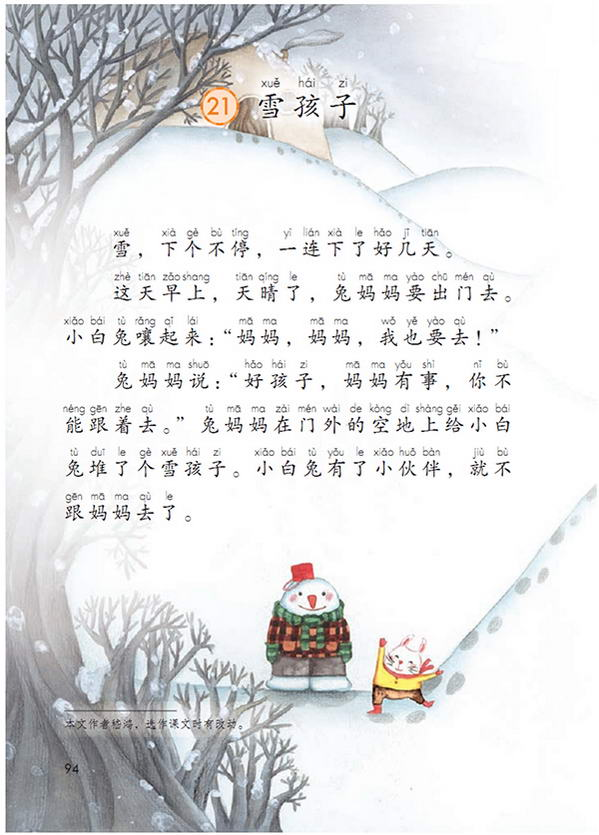 xuě hái zi
21 雪孩子
xuě xià gè bù tíng yì lián xià le hǎo jǐ tiān
雪，下个不停，一连下了好几天。
zhè tiān zǎo shang tiān qíng le tù mā ma yào chū mén qù
这天早上，天晴了，兔妈妈要出门去。
xiǎo bái tù rǎng qǐ lái mā ma mā ma wǒ yě yào qù
小白兔嚷起来：“妈妈，妈妈，我也要去！”
tù mā ma shuō hǎo hái zi mā ma yǒu shì nǐ bù
兔妈妈说：“好孩子，妈妈有事，你不
néng gēn zhe qù tù mā ma zài mén wài de kòng dì shàng gěi xiǎo bái
能跟着去。”兔妈妈在门外的空地上给小白
tù duī le gè xuě hái zi xiǎo bái tù yǒu le xiǎo huǒ bàn jiù bù
兔堆了个雪孩子。小白兔有了小伙伴，就不
gēn mā ma qù le
跟妈妈去了。
本文作者嵇鸿，选作课文时有改动。
94